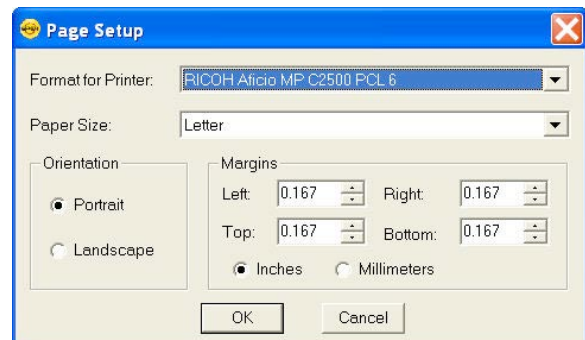 Page Setup
Format for Printer: RICOH Aficio MP C2500 PCL 6
Paper Size: Letter
Orientation
Portrait
Landscape
Margins
Left: 0.167 Right: 0.167
Top: 0.167 Bottom: 0.167
Inches Millimeters
OK Cancel